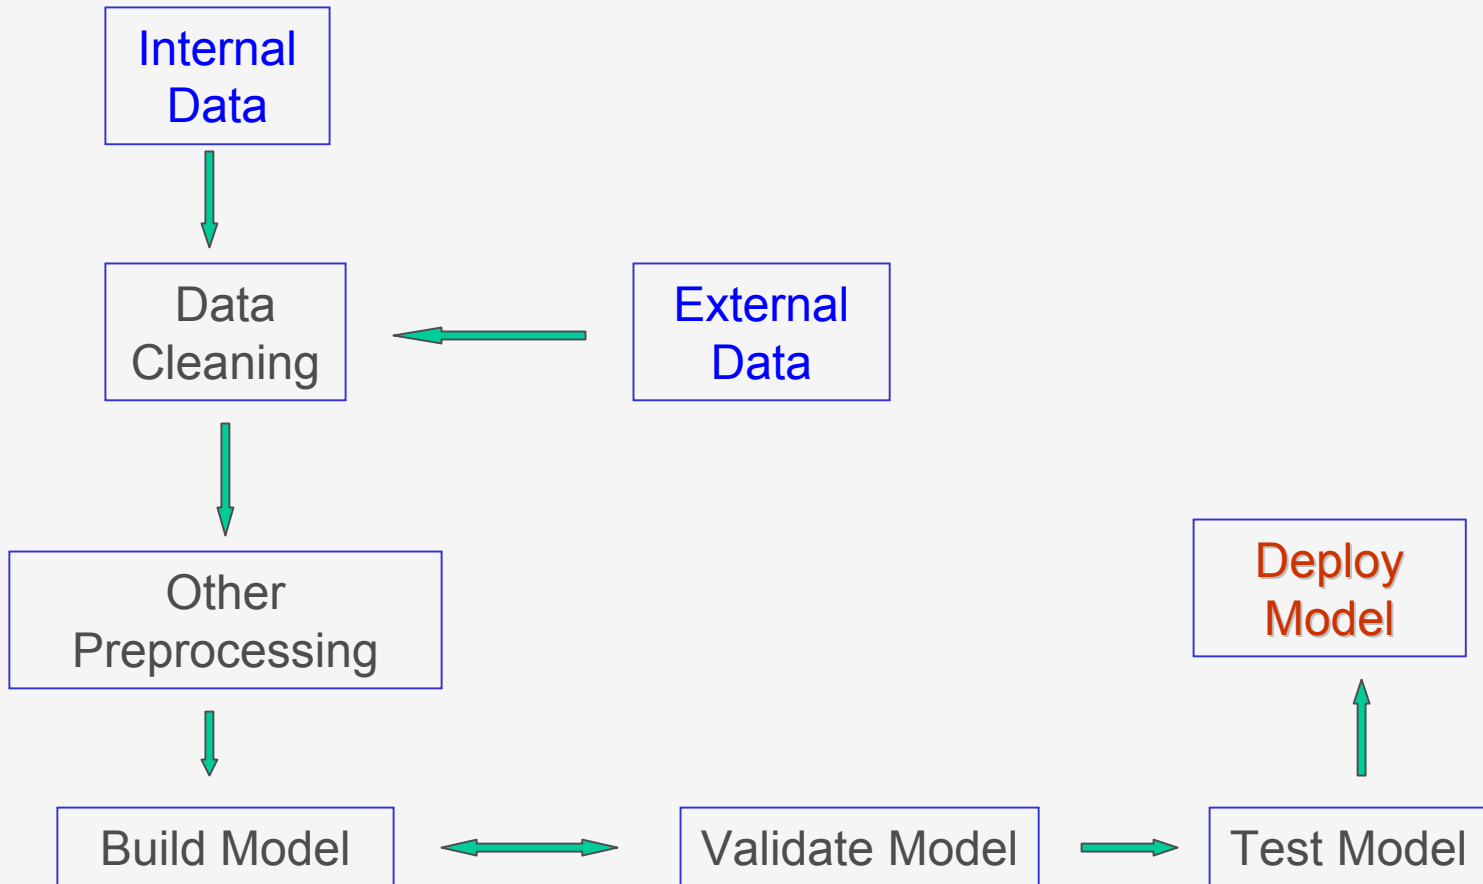 Internal
Data
Data
Cleaning
External
Data
Other
Preprocessing
Deploy
Model
Build Model
Validate Model
Test Model